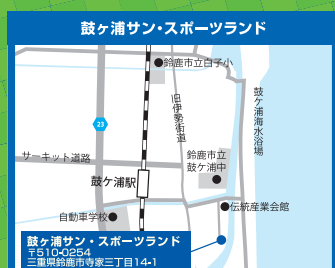 鼓ヶ浦サン・スポーツランド
鈴鹿市立白子小
旧伊勢街道
鼓ケ浦海水浴場
23
サーキット道路
鈴鹿市立
鼓ケ浦中
鼓ケ浦駅
伝統産業会館
自動車学校
鼓ヶ浦サン・スポーツランド
〒510-0254
三重県鈴鹿市寺家三丁目14-1